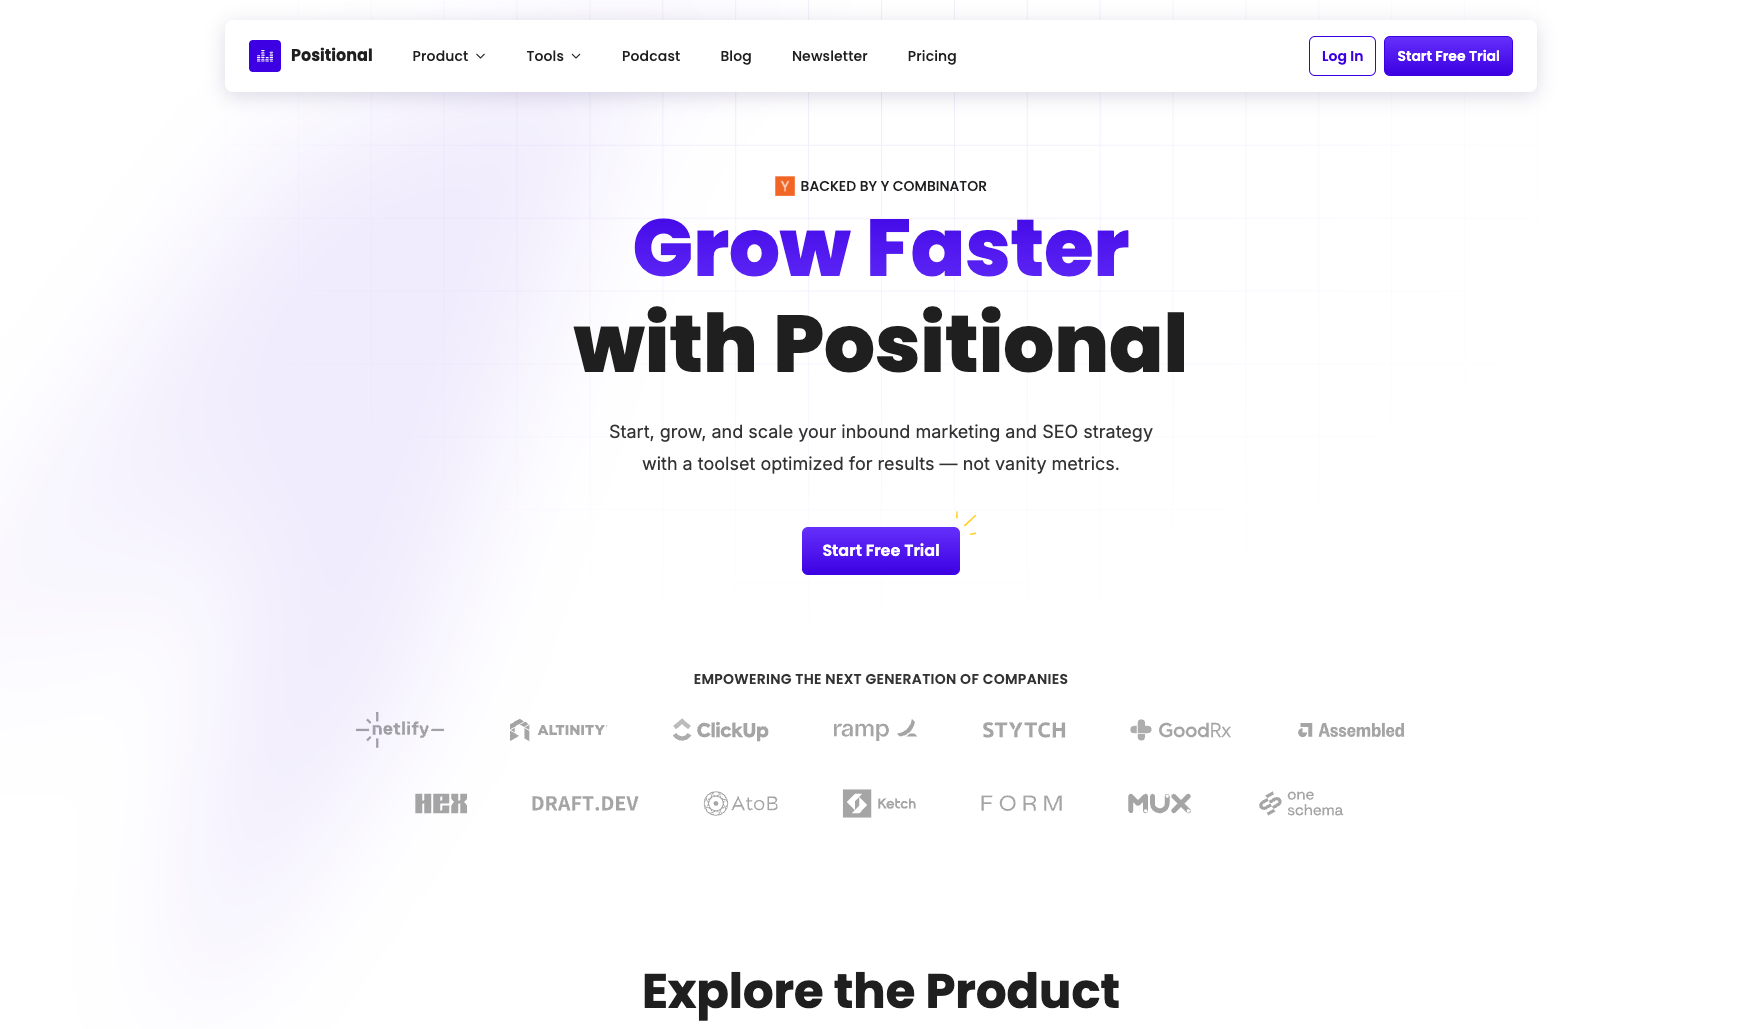 Positional
Product
Tools
Podcast
Blog
Newsletter
Pricing
Log In
Start Free Trial
Y BACKED BY Y COMBINATOR
Grow Faster
with Positional
Start, grow, and scale your inbound marketing and SEO strategy
with a toolset optimized for results — not vanity metrics.
Start Free Trial
EMPOWERING THE NEXT GENERATION OF COMPANIES
netlify
ALTINITY
ClickUp
ramp
STYTCH
GoodRx
Assembled
HEX
DRAFT.DEV
AtoB
Ketch
FORM
MUX
one
schema
Explore the Product